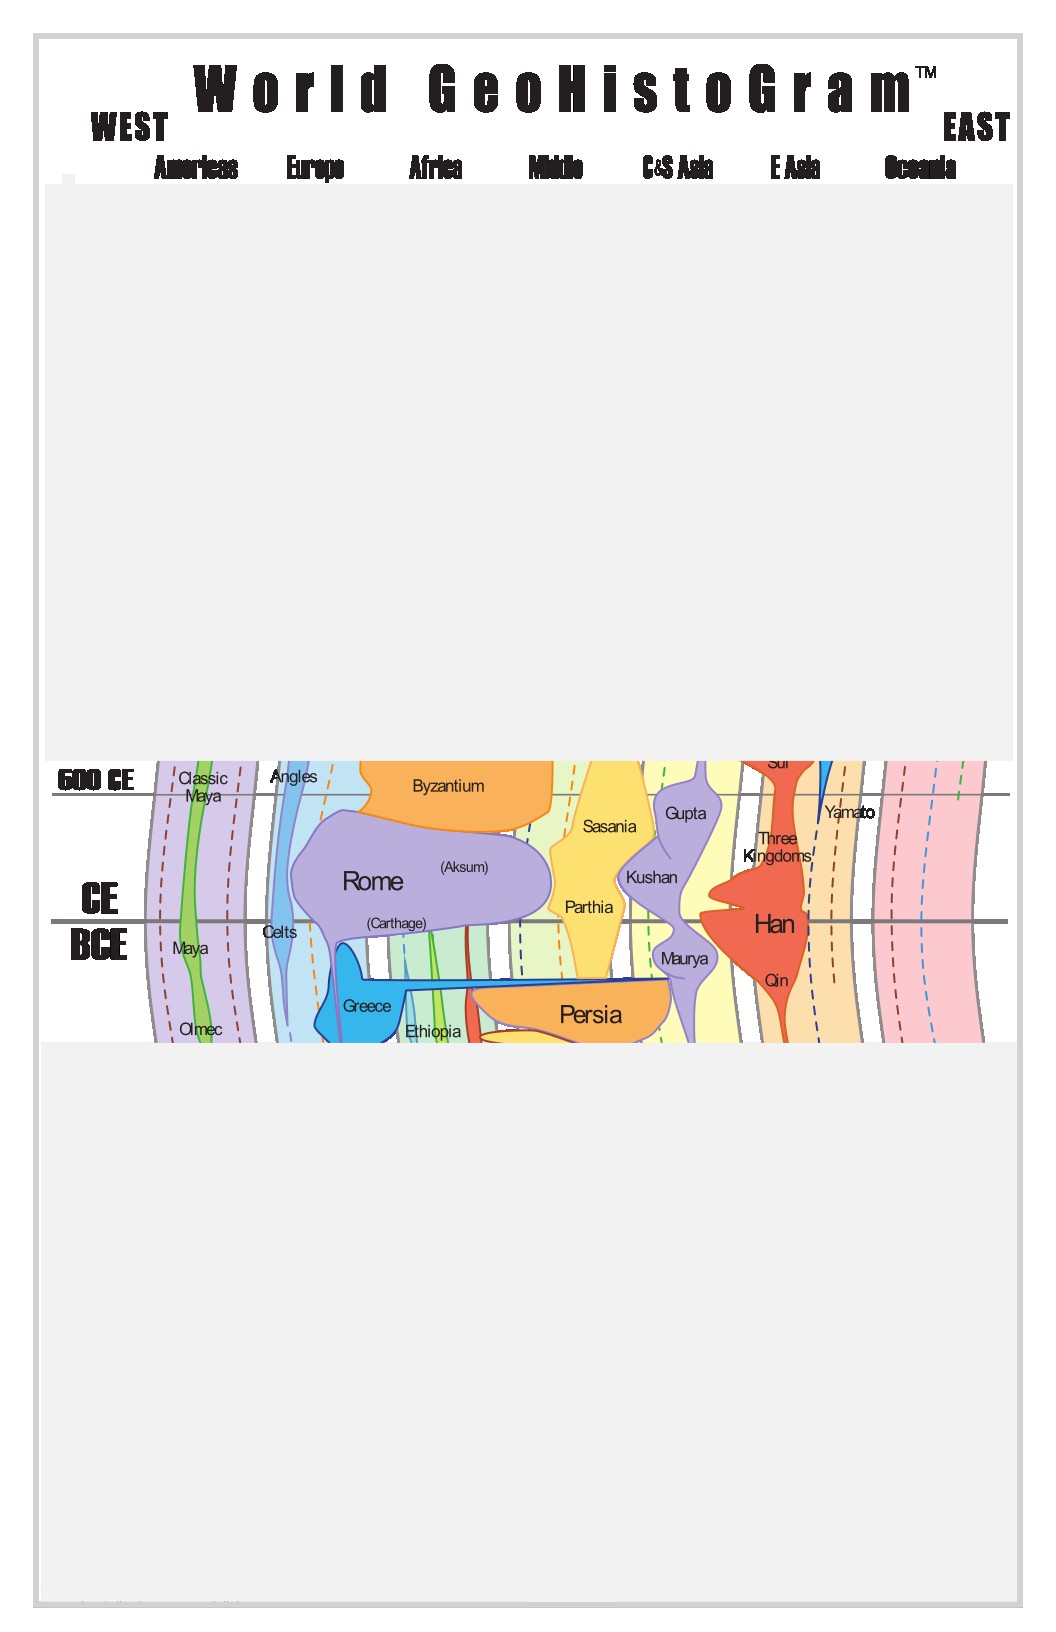 World GeoHistoGram™
WEST
EAST
Americas Europe Africa Middle C&S Asia E Asia Oceania
Sui
500 CE
Classic
Maya
Angles
Byzantium
Gupta
Yamato
Sasania
Three
Kingdoms
Rome
(Aksum)
Kushan
CE
Parthia
(Carthage)
Han
BCE
Celts
Maya
Maurya
Qin
Greece
Persia
Olmec
Ethiopia